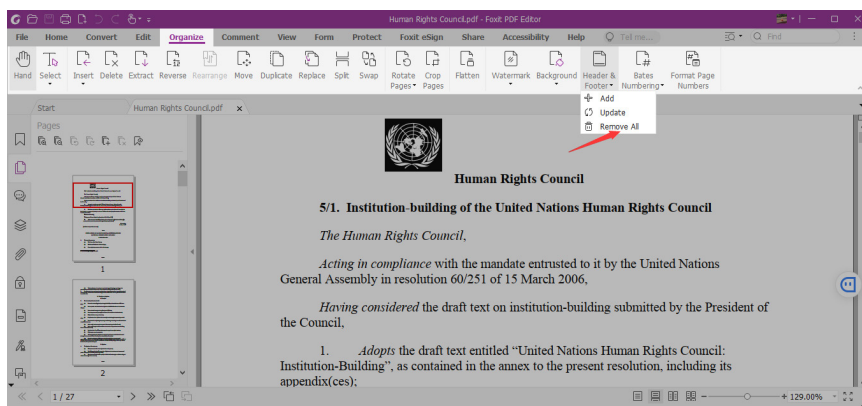 Human Rights Council.pdf - Foxit PDF Editor
File Home Convert Edit Organize Comment View Form Protect Foxit eSign Share Accessibility Help Tell me... Find
Hand Select Insert Delete Extract Reverse Rearrange Move Duplicate Replace Split Swap Rotate Pages Crop Pages Flatten Watermark Background Header & Footer Bates Numbering Format Page Numbers
Add
Update
Remove All
Start Human Rights Council.pdf x
Pages
Human Rights Council
5/1. Institution-building of the United Nations Human Rights Council
The Human Rights Council,
Acting in compliance with the mandate entrusted to it by the United Nations
General Assembly in resolution 60/251 of 15 March 2006,
Having considered the draft text on institution-building submitted by the President of
the Council,
1. Adopts the draft text entitled “United Nations Human Rights Council:
Institution-Building”, as contained in the annex to the present resolution, including its
appendix(ces);
1
2
1 / 27
129.00%